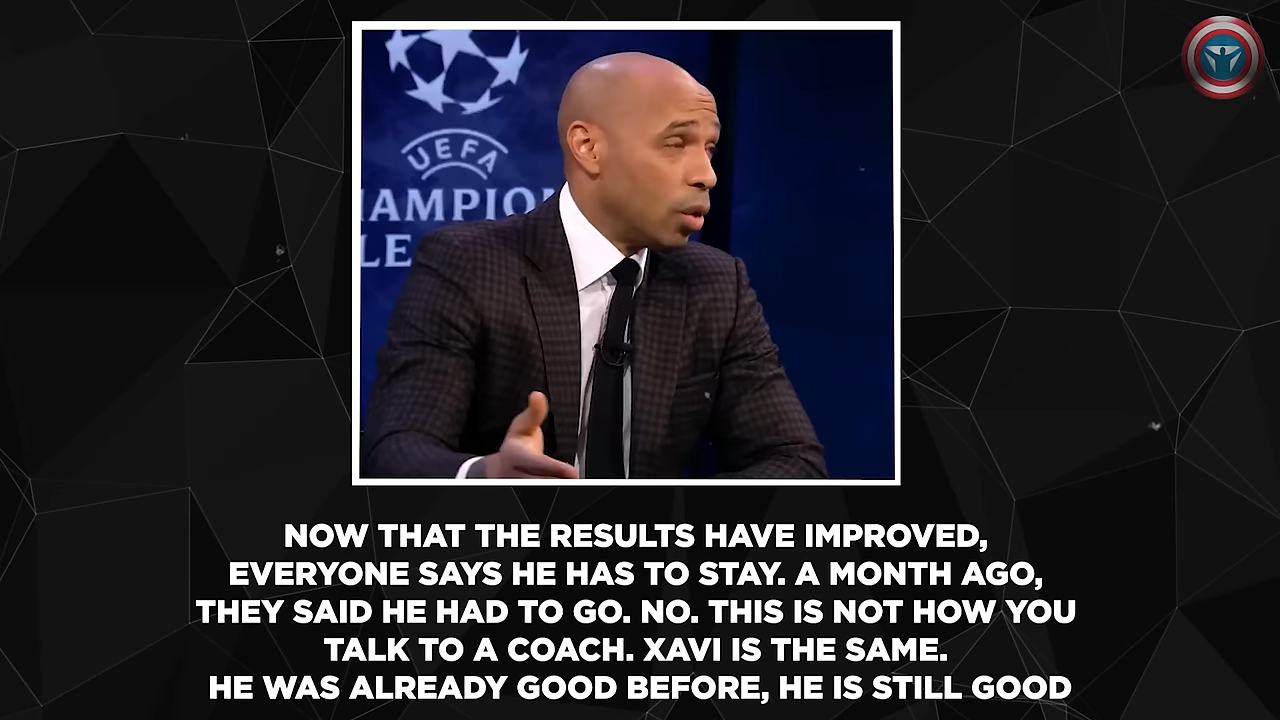 UEFA
HAMPION
LE
NOW THAT THE RESULTS HAVE IMPROVED,
EVERYONE SAYS HE HAS TO STAY. A MONTH AGO,
THEY SAID HE HAD TO GO. NO. THIS IS NOT HOW YOU
TALK TO A COACH. XAVI IS THE SAME.
HE WAS ALREADY GOOD BEFORE, HE IS STILL GOOD